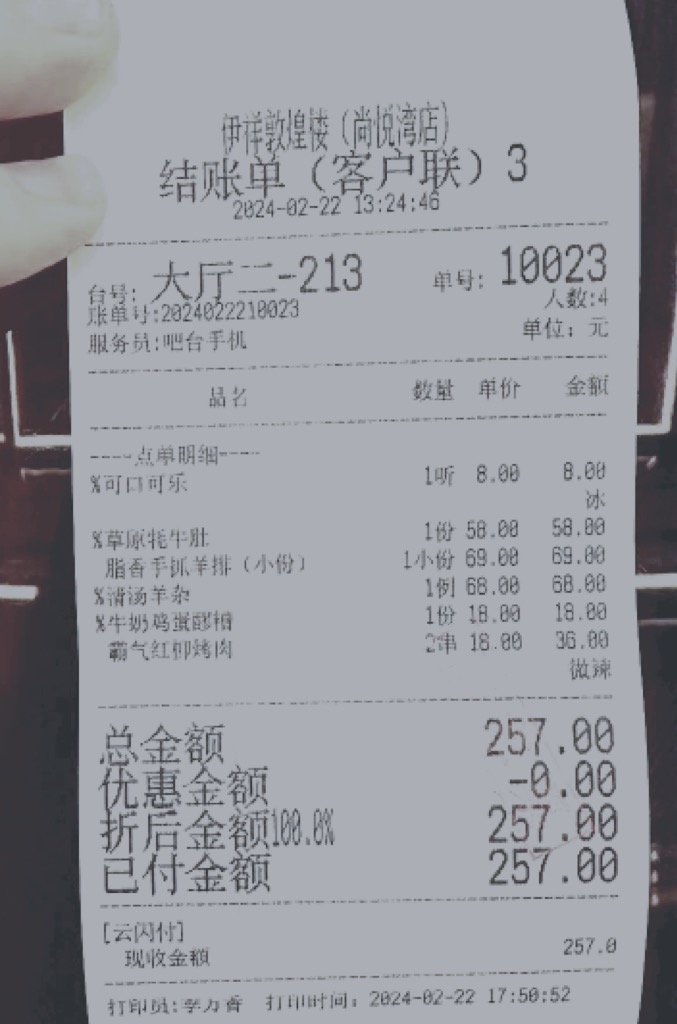 伊祥敦煌楼（尚悦湾店）
结账单（客户联）3
2024-02-22 13:24:46
台号: 大厅二-213 单号: 10023
账单号:2024022210023 人数:4
服务员:吧台手机 单位: 元
品名 数量 单价 金额
----点单明细----
%可口可乐 1听 8.00 8.00
冰
%草原牦牛肚 1份 58.00 58.00
脂香手抓羊排（小份） 1小份 69.00 69.00
%清汤羊杂 1例 68.00 68.00
%牛奶鸡蛋醪糟 1份 18.00 18.00
霸气红柳烤肉 2串 18.00 36.00
微辣
总金额 257.00
优惠金额 -0.00
折后金额100.0% 257.00
已付金额 257.00
[云闪付]
现收金额 257.0
打印员:李力香 打印时间: 2024-02-22 17:50:52